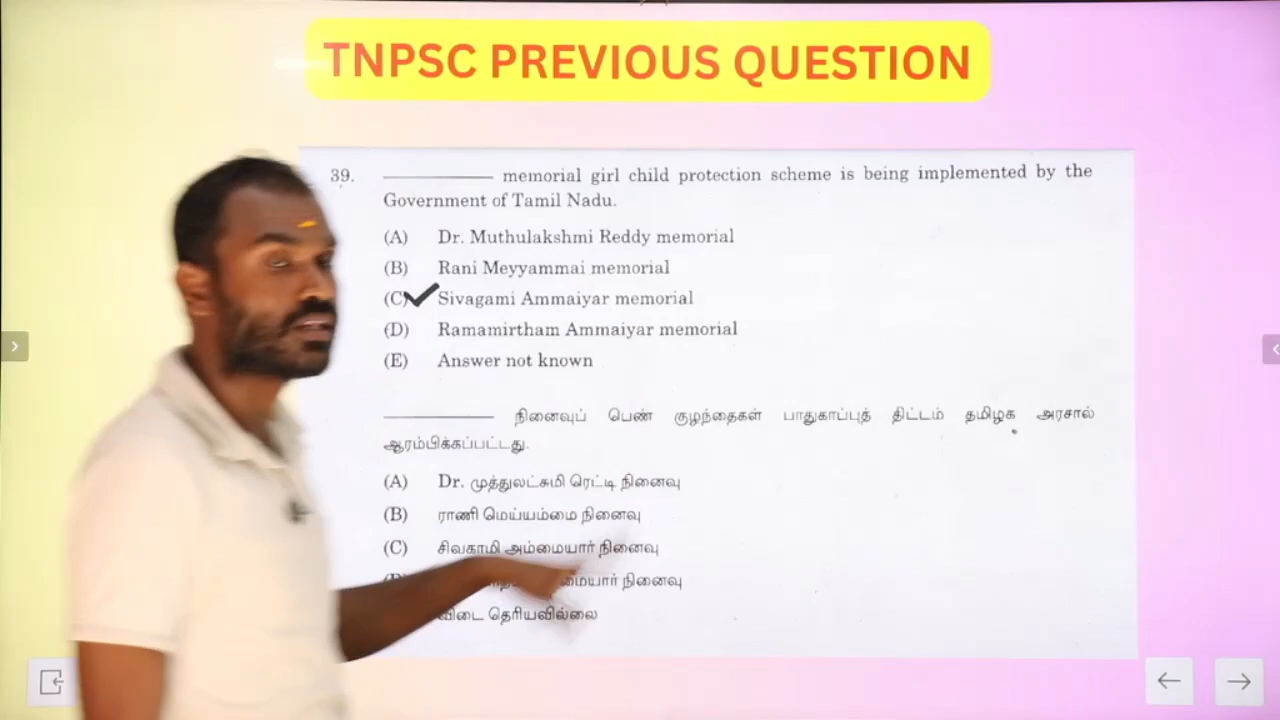 TNPSC PREVIOUS QUESTION
39. memorial girl child protection scheme is being implemented by the
Government of Tamil Nadu.
(A) Dr. Muthulakshmi Reddy memorial
(B) Rani Meyyammai memorial
(C) Sivagami Ammaiyar memorial
(D) Ramamirtham Ammaiyar memorial
(E) Answer not known
நினைவுப் பெண் குழந்தைகள் பாதுகாப்புத் திட்டம் தமிழக அரசால்
ஆரம்பிக்கப்பட்டது.
(A) Dr. முத்துலட்சுமி ரெட்டி நினைவு
(B) ராணி மெய்யம்மை நினைவு
(C) சிவகாமி அம்மையார் நினைவு
நினைவு
விடை தெரியவில்லை